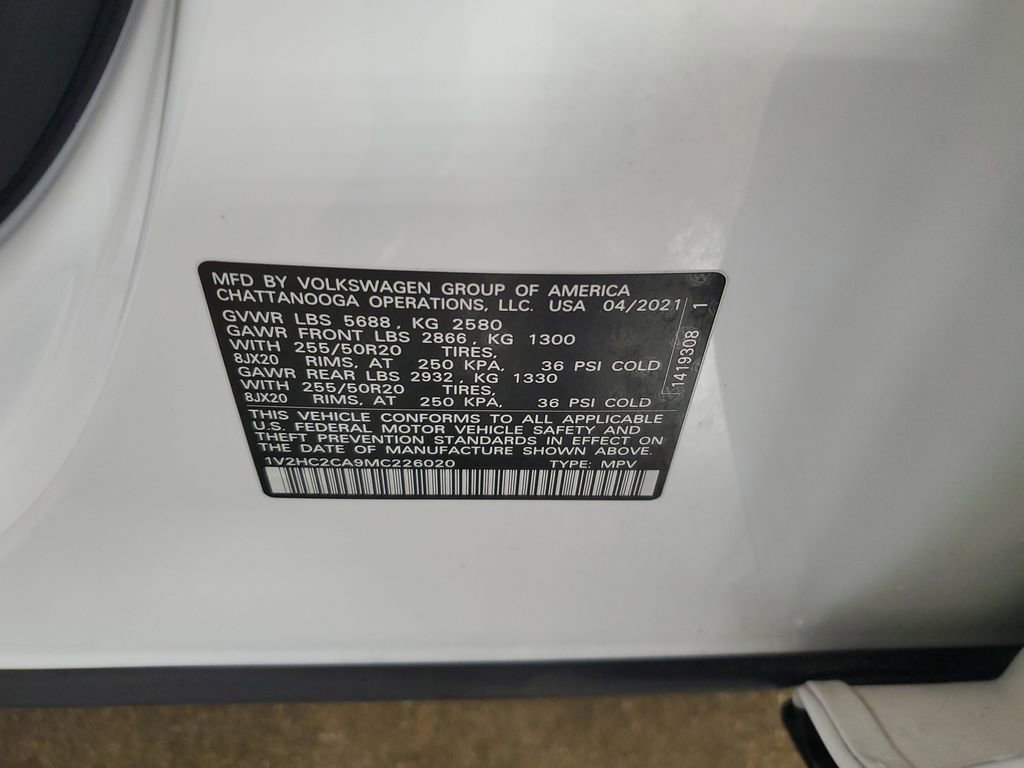 MFD BY VOLKSWAGEN GROUP OF AMERICA
CHATTANOOGA OPERATIONS, LLC. USA 04/2021
GVWR LBS 5688, KG 2580
GAWR FRONT LBS 2866, KG 1300
WITH 255/50R20 TIRES,
8JX20 RIMS, AT 250 KPA, 36 PSI COLD
GAWR REAR LBS 2932, KG 1330
WITH 255/50R20 TIRES,
8JX20 RIMS, AT 250 KPA, 36 PSI COLD
THIS VEHICLE CONFORMS TO ALL APPLICABLE
U.S. FEDERAL MOTOR VEHICLE SAFETY AND
THEFT PREVENTION STANDARDS IN EFFECT ON
THE DATE OF MANUFACTURE SHOWN ABOVE.
1V2HC2CA9MC226020 TYPE: MPV
1419308 1